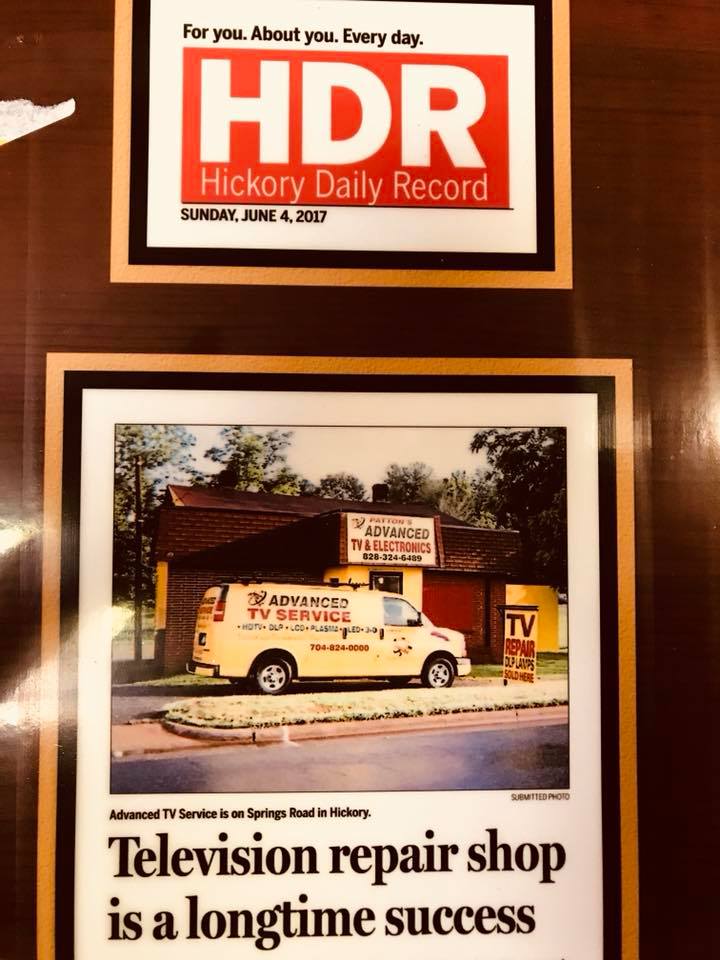 For you. About you. Every day.
HDR
Hickory Daily Record
SUNDAY, JUNE 4, 2017
PATTON'S
ADVANCED
TV & ELECTRONICS
828-324-6489
ADVANCED
TV SERVICE
• HDTV • DLP • LCD • PLASMA • LED • 3-D
704-824-0000
TV
REPAIR
DLP LAMPS
SOLD HERE
SUBMITTED PHOTO
Advanced TV Service is on Springs Road in Hickory.
Television repair shop
is a longtime success